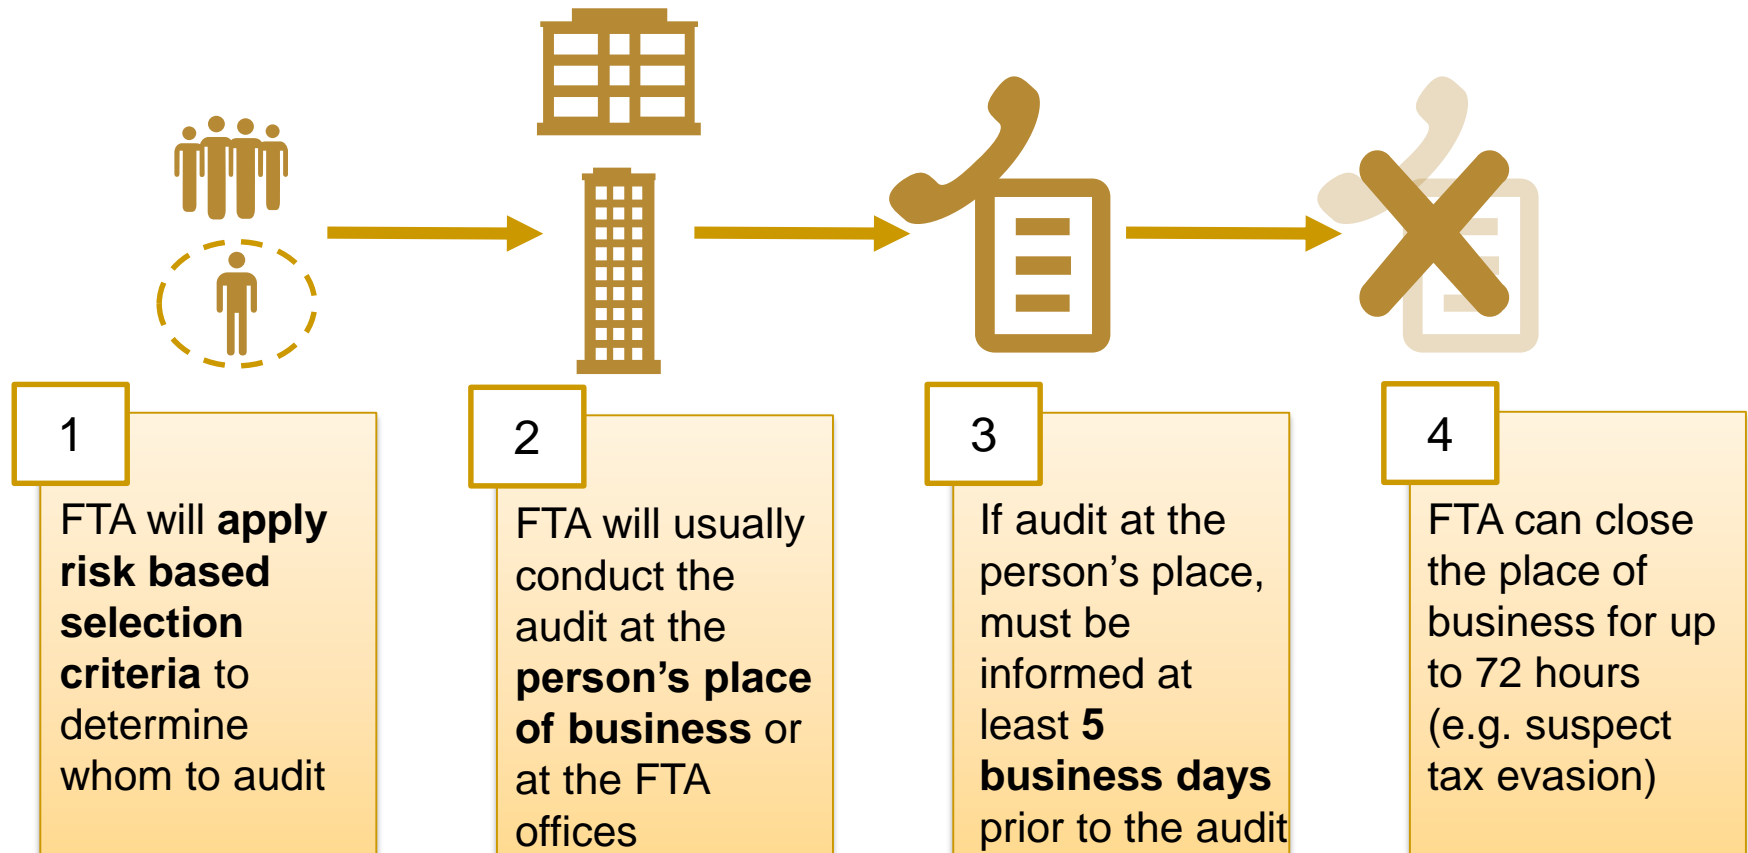 1
FTA will apply
risk based
selection
criteria to
determine
whom to audit
2
FTA will usually
conduct the
audit at the
person's place
of business or
at the FTA
offices
3
If audit at the
person's place,
must be
informed at
least 5
business days
prior to the audit
4
FTA can close
the place of
business for up
to 72 hours
(e.g. suspect
tax evasion)